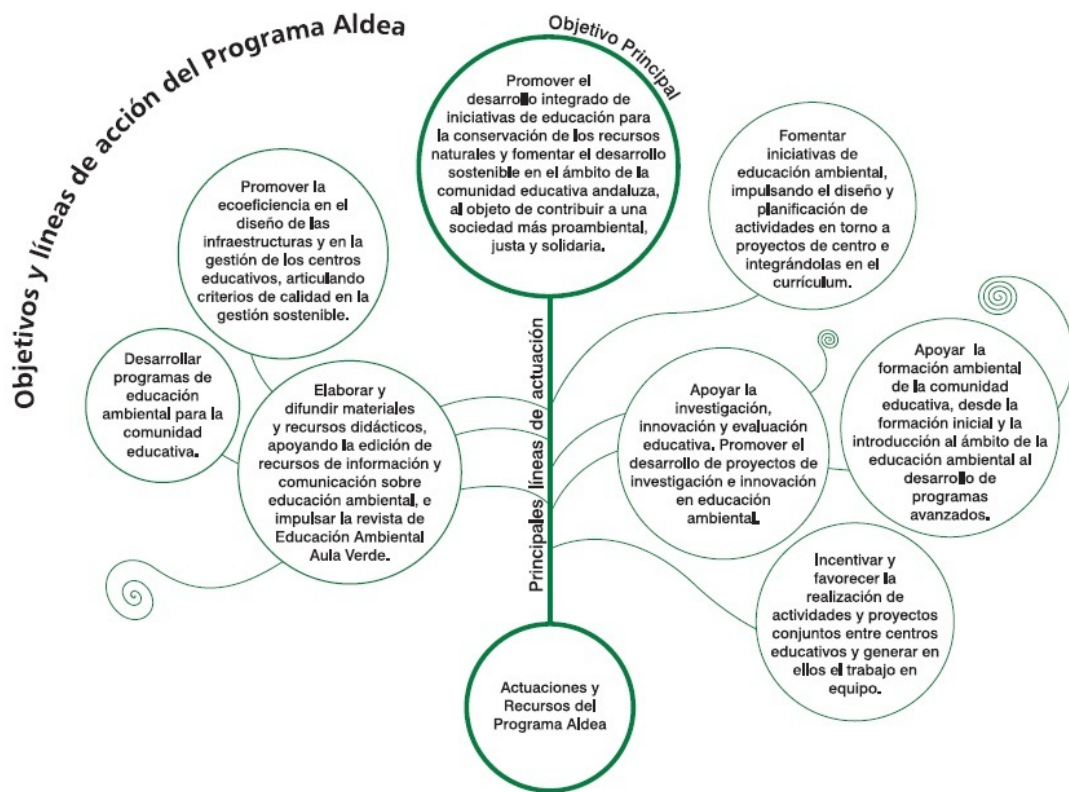 Objetivos y líneas de acción del Programa Aldea
Objetivo Principal
Promover el
desarrollo integrado de
iniciativas de educación para
la conservación de los recursos
naturales y fomentar el desarrollo
sostenible en el ámbito de la
comunidad educativa andaluza,
al objeto de contribuir a una
sociedad más proambiental,
justa y solidaria.
Promover la
ecoeficiencia en el
diseño de las
infraestructuras y en la
gestión de los centros
educativos, articulando
criterios de calidad en la
gestión sostenible.
Desarrollar
programas de
educación
ambiental para la
comunidad
educativa.
Elaborar y
difundir materiales
y recursos didácticos,
apoyando la edición de
recursos de información y
comunicación sobre
educación ambiental, e
impulsar la revista de
Educación Ambiental
Aula Verde.
Principales líneas de actuación
Fomentar
iniciativas de
educación ambiental,
impulsando el diseño y
planificación de
actividades en torno a
proyectos de centro e
integrándolas en el
currículum.
Apoyar la
investigación,
innovación y evaluación
educativa. Promover el
desarrollo de proyectos de
investigación e innovación
en educación
ambiental.
Apoyar la
formación ambiental
de la comunidad
educativa, desde la
formación inicial y la
introducción al ámbito de la
educación ambiental al
desarrollo de
programas
avanzados.
Incentivar y
favorecer la
realización de
actividades y proyectos
conjuntos entre centros
educativos y generar en
ellos el trabajo en
equipo.
Actuaciones y
Recursos del
Programa Aldea